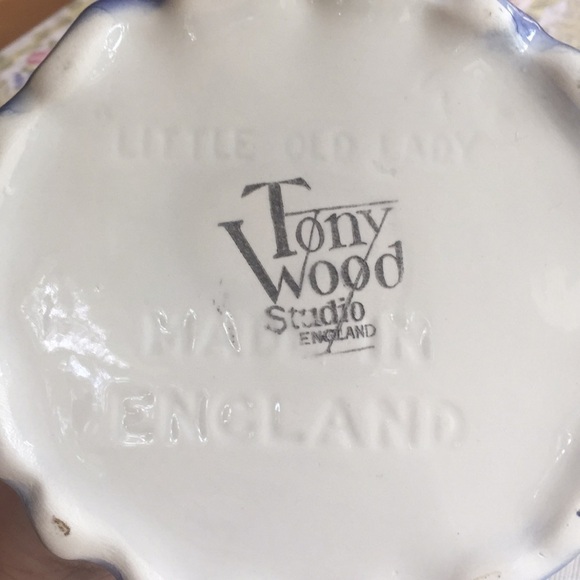 LITTLE OLD LADY
Tony
Wood
Studio
ENGLAND
MADE IN
ENGLAND